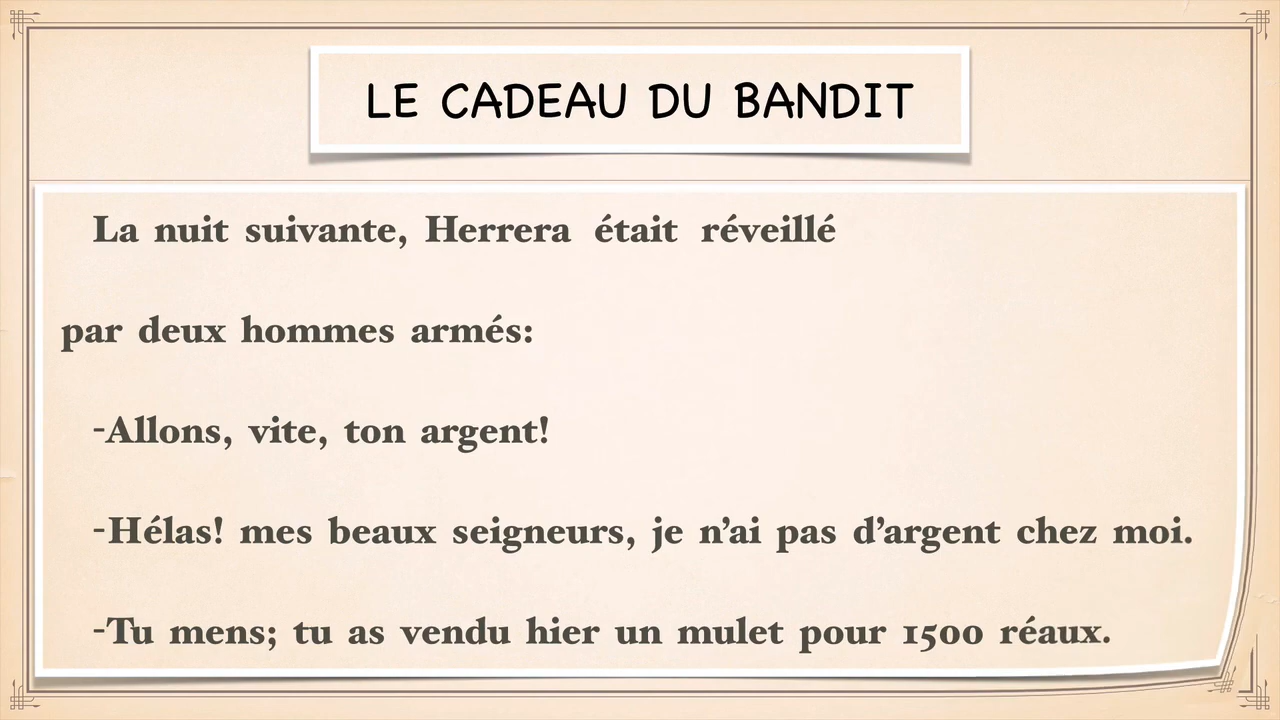 LE CADEAU DU BANDIT
La nuit suivante, Herrera était réveillé
par deux hommes armés:
-Allons, vite, ton argent!
-Hélas! mes beaux seigneurs, je n’ai pas d’argent chez moi.
-Tu mens; tu as vendu hier un mulet pour 1500 réaux.